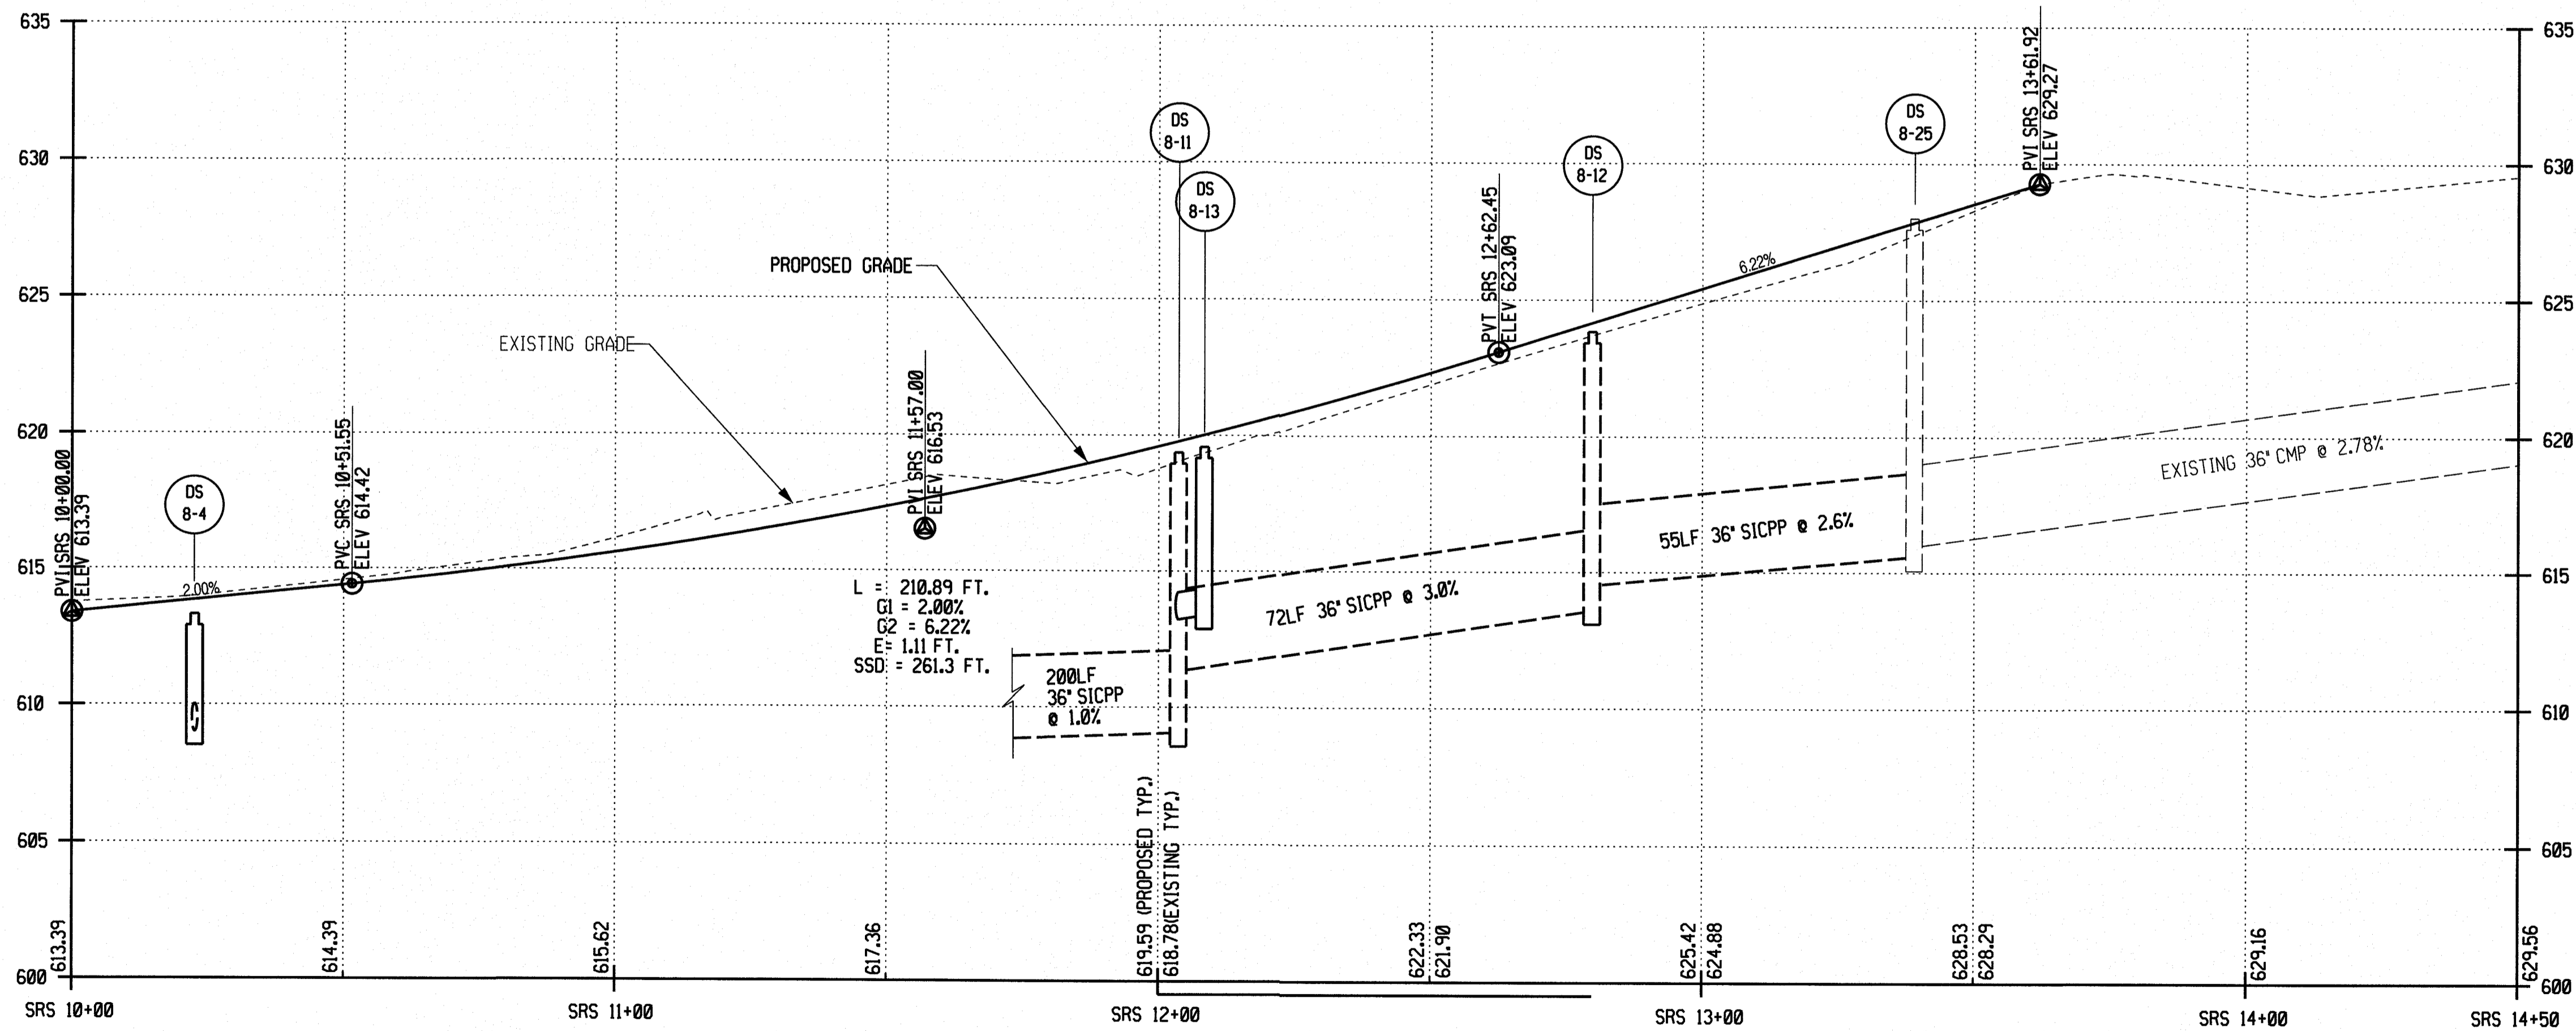 635
630
625
620
615
610
605
600
635
630
625
620
615
610
605
600
PVI SRS 10+00.00
ELEV 613.39
DS
8-4
2.00%
PVC SRS 10+51.55
ELEV 614.42
EXISTING GRADE
PROPOSED GRADE
PVI SRS 11+57.00
ELEV 616.53
L = 210.89 FT.
G1 = 2.00%
G2 = 6.22%
E= 1.11 FT.
SSD = 261.3 FT.
200LF
36" SICPP
@ 1.0%
DS
8-11
DS
8-13
72LF 36" SICPP @ 3.0%
PVT SRS 12+62.45
ELEV 623.09
DS
8-12
6.22%
55LF 36" SICPP @ 2.6%
DS
8-25
PVI SRS 13+61.92
ELEV 629.27
EXISTING 36" CMP @ 2.78%
613.39
614.39
615.62
617.36
619.59 (PROPOSED TYP.)
618.78(EXISTING TYP.)
622.33
621.90
625.42
624.88
628.53
628.29
629.16
629.56
SRS 10+00
SRS 11+00
SRS 12+00
SRS 13+00
SRS 14+00
SRS 14+50